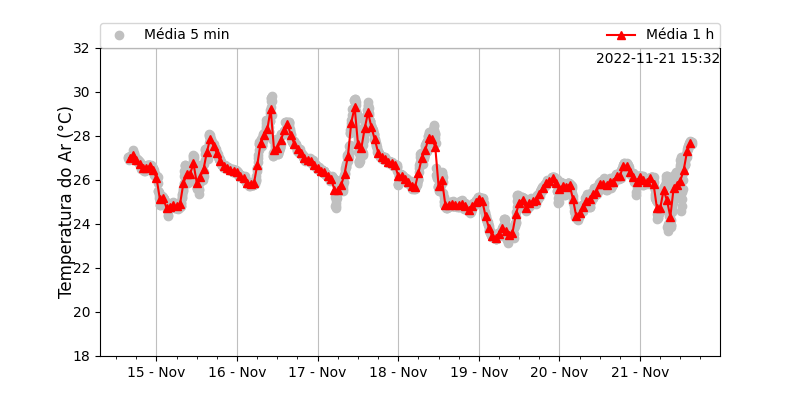 Média 5 min
Média 1 h
2022-11-21 15:32
Temperatura do Ar (°C)
32
30
28
26
24
22
20
18
15 - Nov
16 - Nov
17 - Nov
18 - Nov
19 - Nov
20 - Nov
21 - Nov